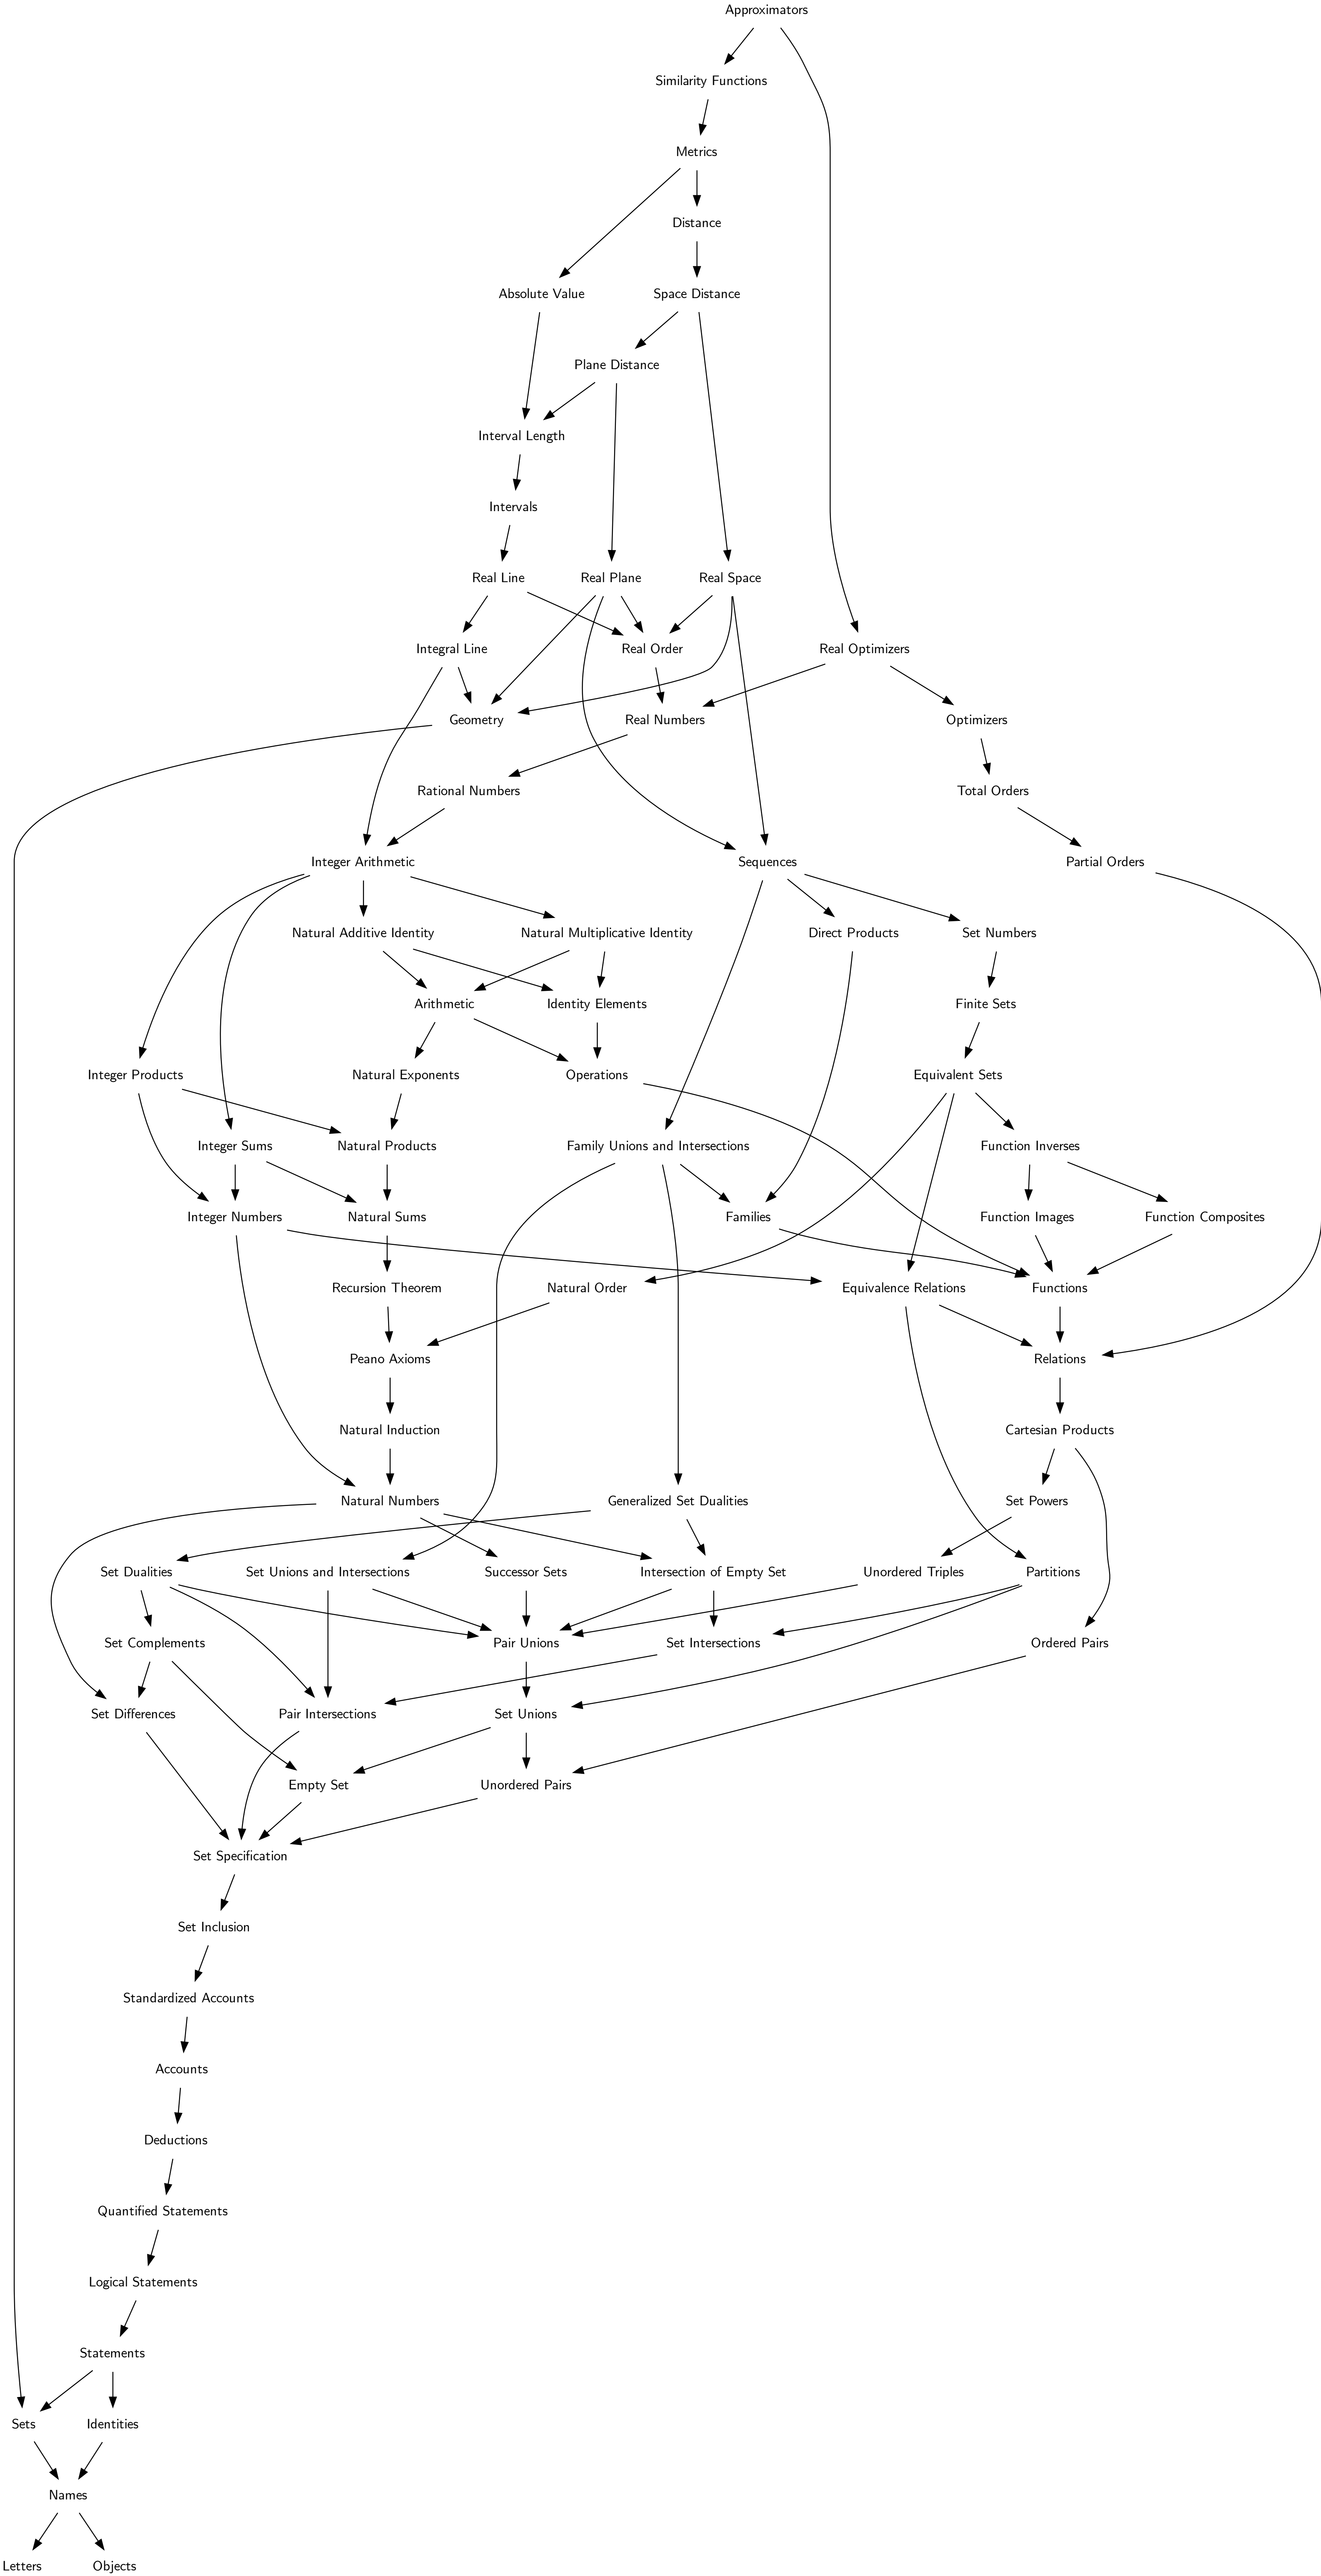 Approximators
Similarity Functions
Metrics
Distance
Absolute Value
Space Distance
Plane Distance
Interval Length
Intervals
Real Line
Real Plane
Real Space
Integral Line
Real Order
Real Optimizers
Geometry
Real Numbers
Optimizers
Rational Numbers
Total Orders
Integer Arithmetic
Sequences
Partial Orders
Natural Additive Identity
Natural Multiplicative Identity
Direct Products
Set Numbers
Arithmetic
Identity Elements
Finite Sets
Integer Products
Natural Exponents
Operations
Equivalent Sets
Integer Sums
Natural Products
Family Unions and Intersections
Function Inverses
Integer Numbers
Natural Sums
Families
Function Images
Function Composites
Recursion Theorem
Natural Order
Equivalence Relations
Functions
Peano Axioms
Relations
Natural Induction
Cartesian Products
Natural Numbers
Generalized Set Dualities
Set Powers
Set Dualities
Set Unions and Intersections
Successor Sets
Intersection of Empty Set
Unordered Triples
Partitions
Set Complements
Pair Unions
Set Intersections
Ordered Pairs
Set Differences
Pair Intersections
Set Unions
Empty Set
Unordered Pairs
Set Specification
Set Inclusion
Standardized Accounts
Accounts
Deductions
Quantified Statements
Logical Statements
Statements
Sets
Identities
Names
Letters
Objects